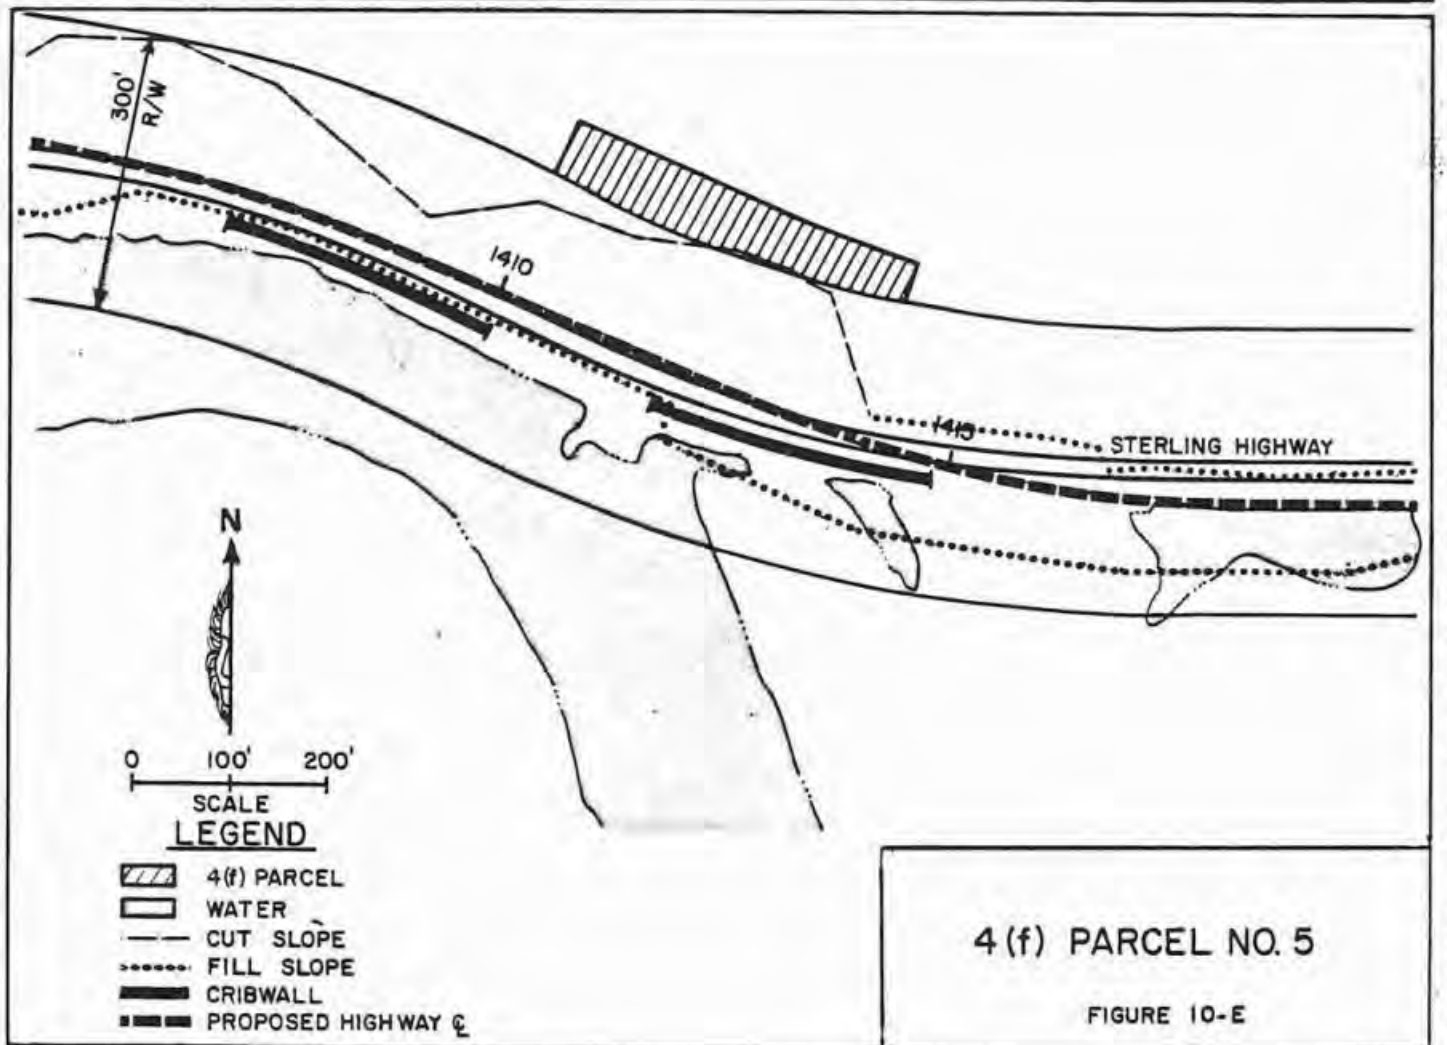 300'
R/W
1410
1415
STERLING HIGHWAY
N
0 100' 200'
SCALE
LEGEND
4(f) PARCEL
WATER
CUT SLOPE
FILL SLOPE
CRIBWALL
PROPOSED HIGHWAY ℄
4(f) PARCEL NO. 5
FIGURE 10-E